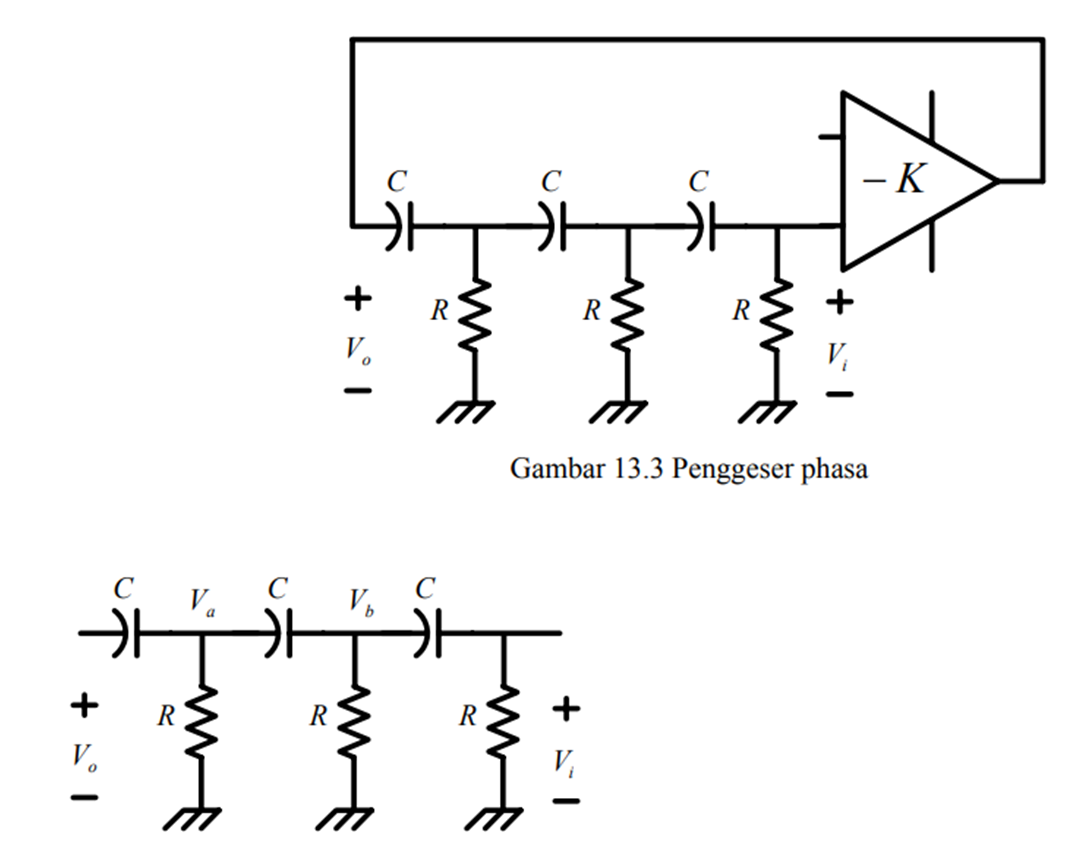 C C C
– K
R R R
+ +
V_o V_i
– –
Gambar 13.3 Penggeser phasa
C V_a C V_b C
R R R
+ +
V_o V_i
– –